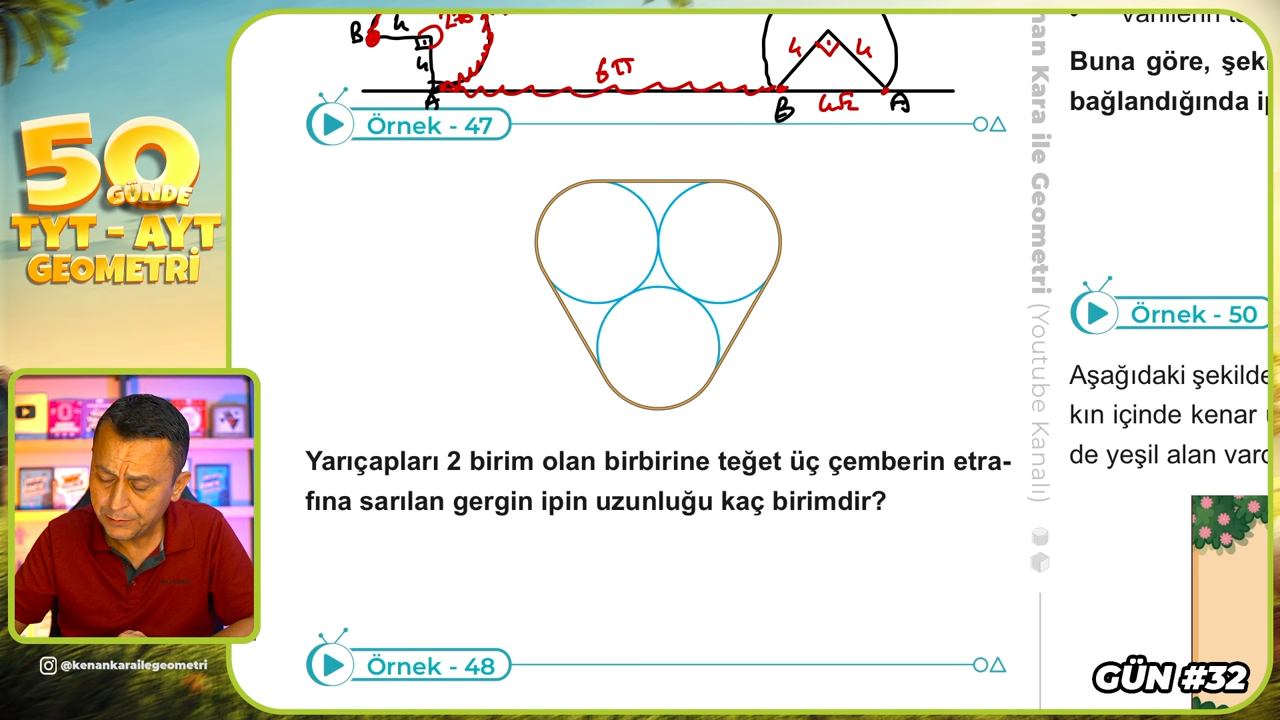 B 4
4
A
6π
4 4
B 4√2 A
Örnek - 47
50
GÜNDE
TYT - AYT
GEOMETRİ
Yarıçapları 2 birim olan birbirine teğet üç çemberin etra-
fına sarılan gergin ipin uzunluğu kaç birimdir?
Örnek - 48
@kenankarailegeometri
nan Kara ile Geometri (Youtube Kanalı)
Buna göre, şek
bağlandığında i
Örnek - 50
Aşağıdaki şekilde
kın içinde kenar
de yeşil alan var
GÜN #32